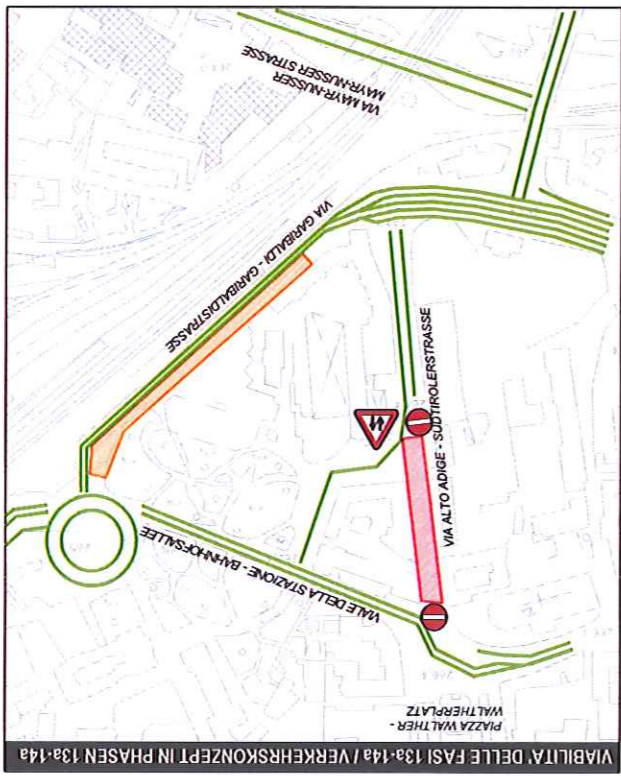 VIABILITA' DELLE FASI 13a-14a / VERKEHRSKONZEPT IN PHASEN 13a-14a
PIAZZA WALTHER -
WALTHERPLATZ
VIALE DELLA STAZIONE - BAHNHOFSALLEE
VIA ALTO ADIGE - SÜDTIROLERSTRASSE
VIA GARIBALDI - GARIBALDISTRASSE
VIA MAYR-NUSSER
MAYR-NUSSER STRASSE